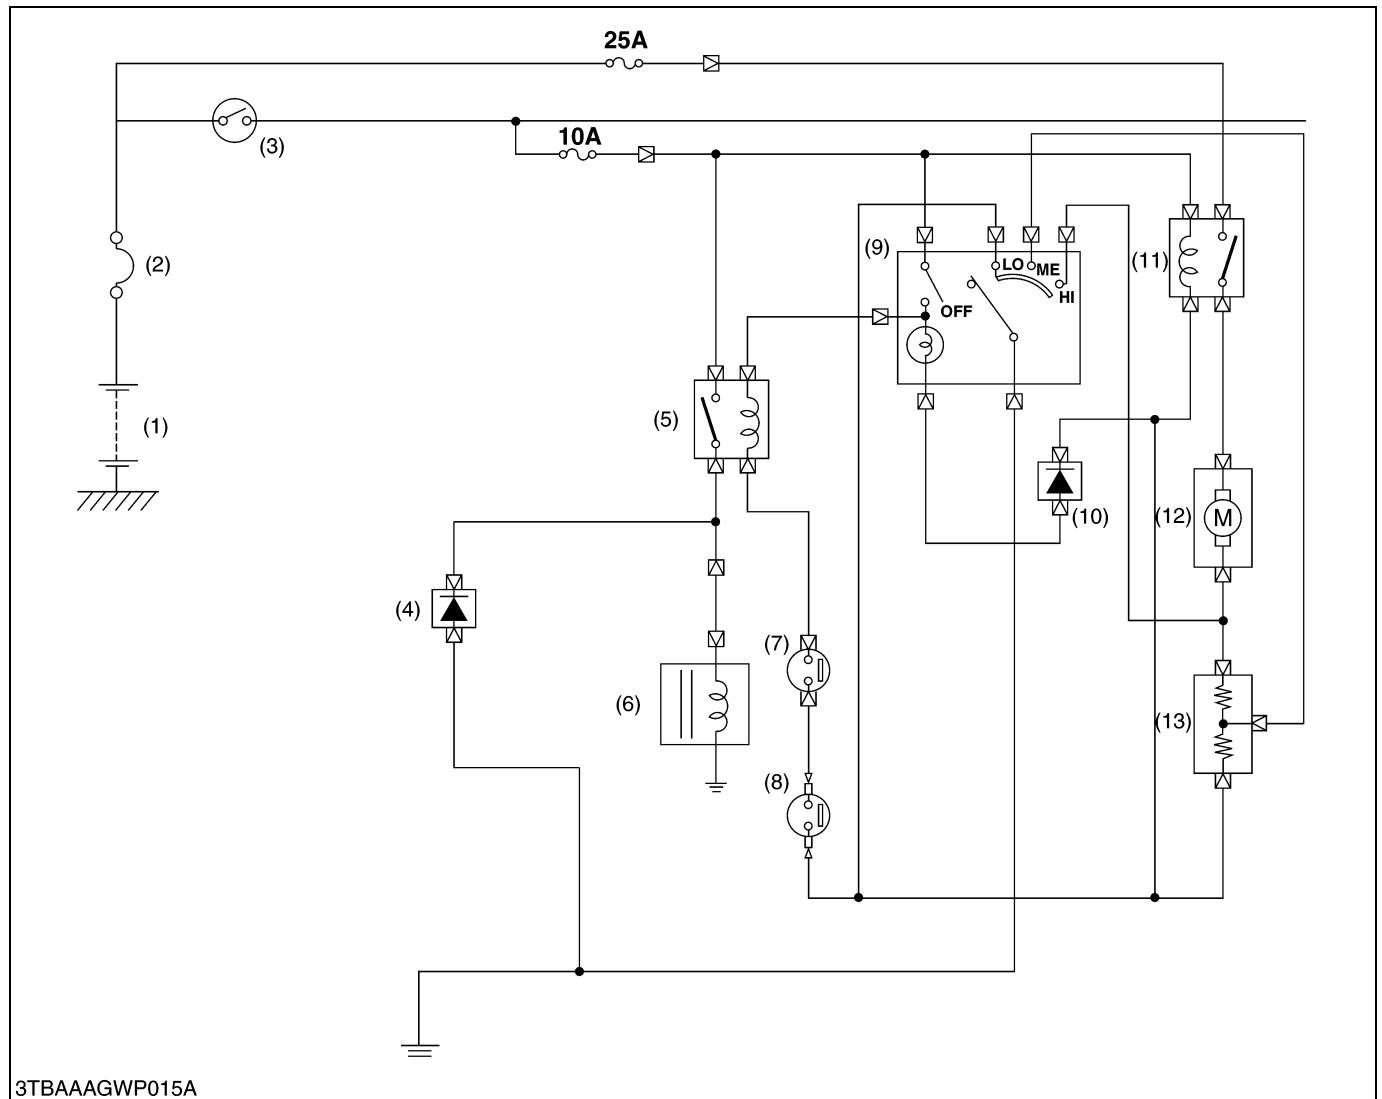 25A
(3)
10A
(2)
(9)
LO
ME
(11)
HI
OFF
(1)
(5)
(10)
(12)
M
(4)
(7)
(6)
(13)
(8)
3TBAAAGWP015A